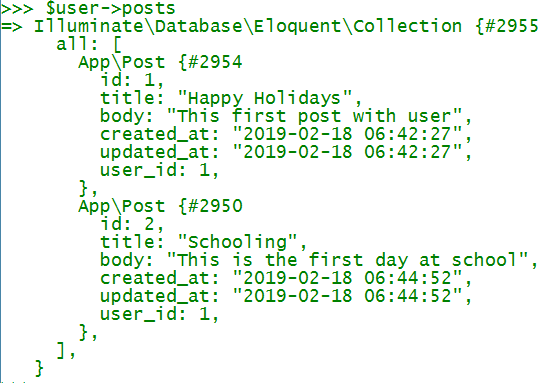 >>> $user->posts
=> Illuminate\Database\Eloquent\Collection {#2955
     all: [
       App\Post {#2954
         id: 1,
         title: "Happy Holidays",
         body: "This first post with user",
         created_at: "2019-02-18 06:42:27",
         updated_at: "2019-02-18 06:42:27",
         user_id: 1,
       },
       App\Post {#2950
         id: 2,
         title: "Schooling",
         body: "This is the first day at school",
         created_at: "2019-02-18 06:44:52",
         updated_at: "2019-02-18 06:44:52",
         user_id: 1,
       },
     ],
   }